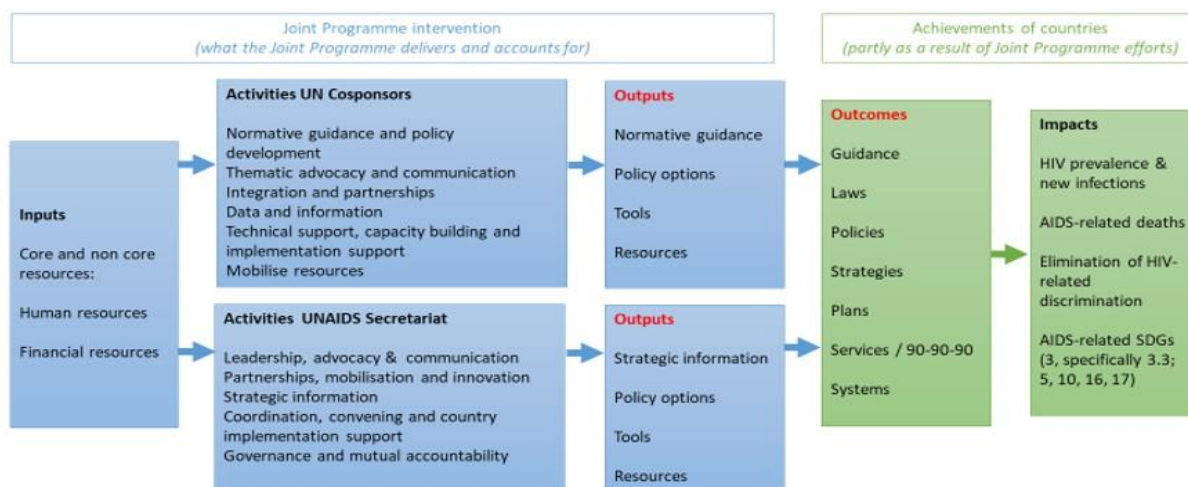 Joint Programme intervention
(what the Joint Programme delivers and accounts for)
Achievements of countries
(partly as a result of Joint Programme efforts)
Inputs
Core and non core
resources:
Human resources
Financial resources
Activities UN Cosponsors
Normative guidance and policy
development
Thematic advocacy and communication
Integration and partnerships
Data and information
Technical support, capacity building and
implementation support
Mobilise resources
Outputs
Normative guidance
Policy options
Tools
Resources
Activities UNAIDS Secretariat
Leadership, advocacy & communication
Partnerships, mobilisation and innovation
Strategic information
Coordination, convening and country
implementation support
Governance and mutual accountability
Outputs
Strategic information
Policy options
Tools
Resources
Outcomes
Guidance
Laws
Policies
Strategies
Plans
Services / 90-90-90
Systems
Impacts
HIV prevalence &
new infections
AIDS-related deaths
Elimination of HIV-
related
discrimination
AIDS-related SDGs
(3, specifically 3.3;
5, 10, 16, 17)